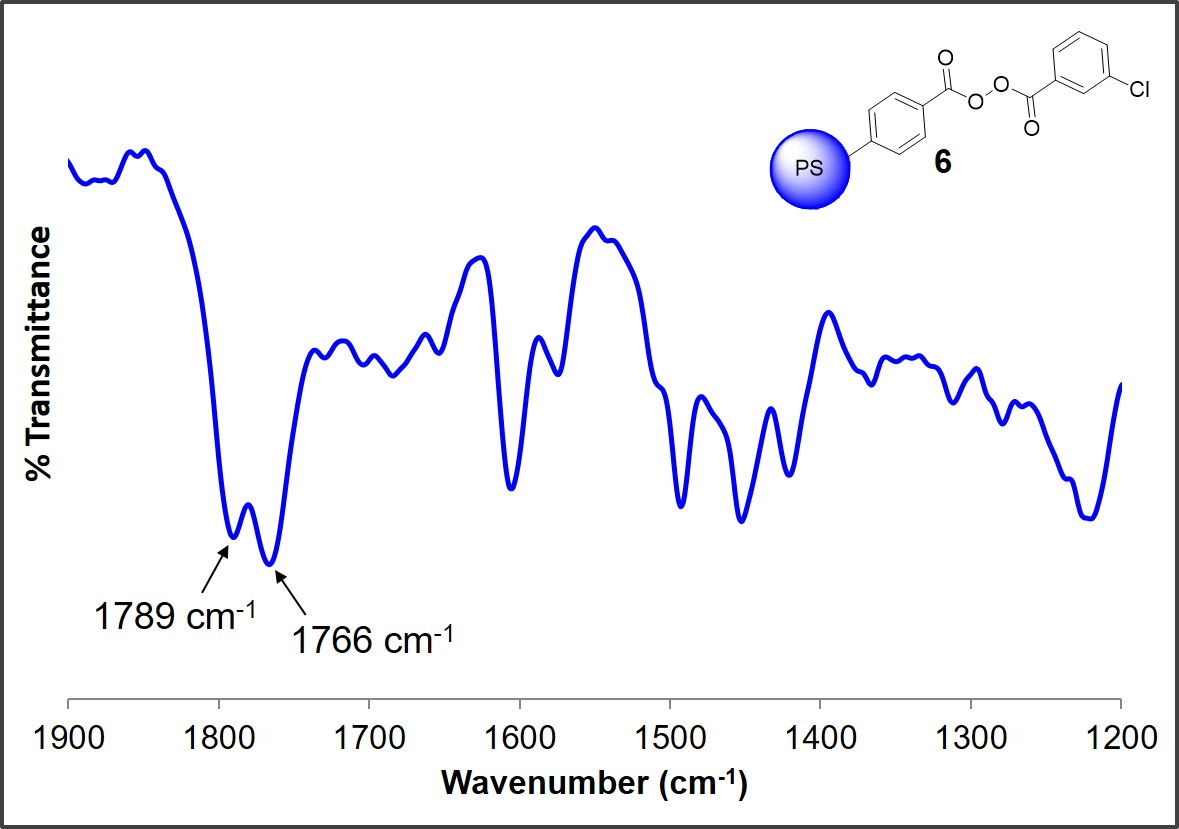 O
O
O
O
Cl
PS
6
% Transmittance
1789 cm-1
1766 cm-1
1900 1800 1700 1600 1500 1400 1300 1200
Wavenumber (cm-1)